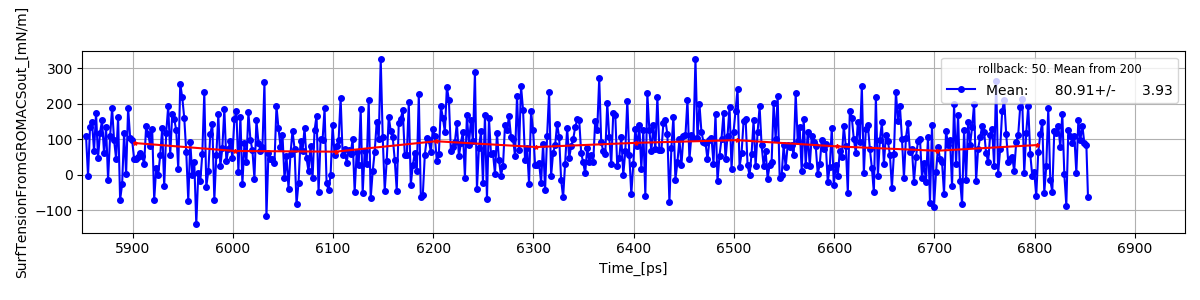 SurfTensionFromGROMACSout_[mN/m]
300
200
100
0
−100
rollback: 50. Mean from 200
Mean: 80.91+/- 3.93
5900 6000 6100 6200 6300 6400 6500 6600 6700 6800 6900
Time_[ps]